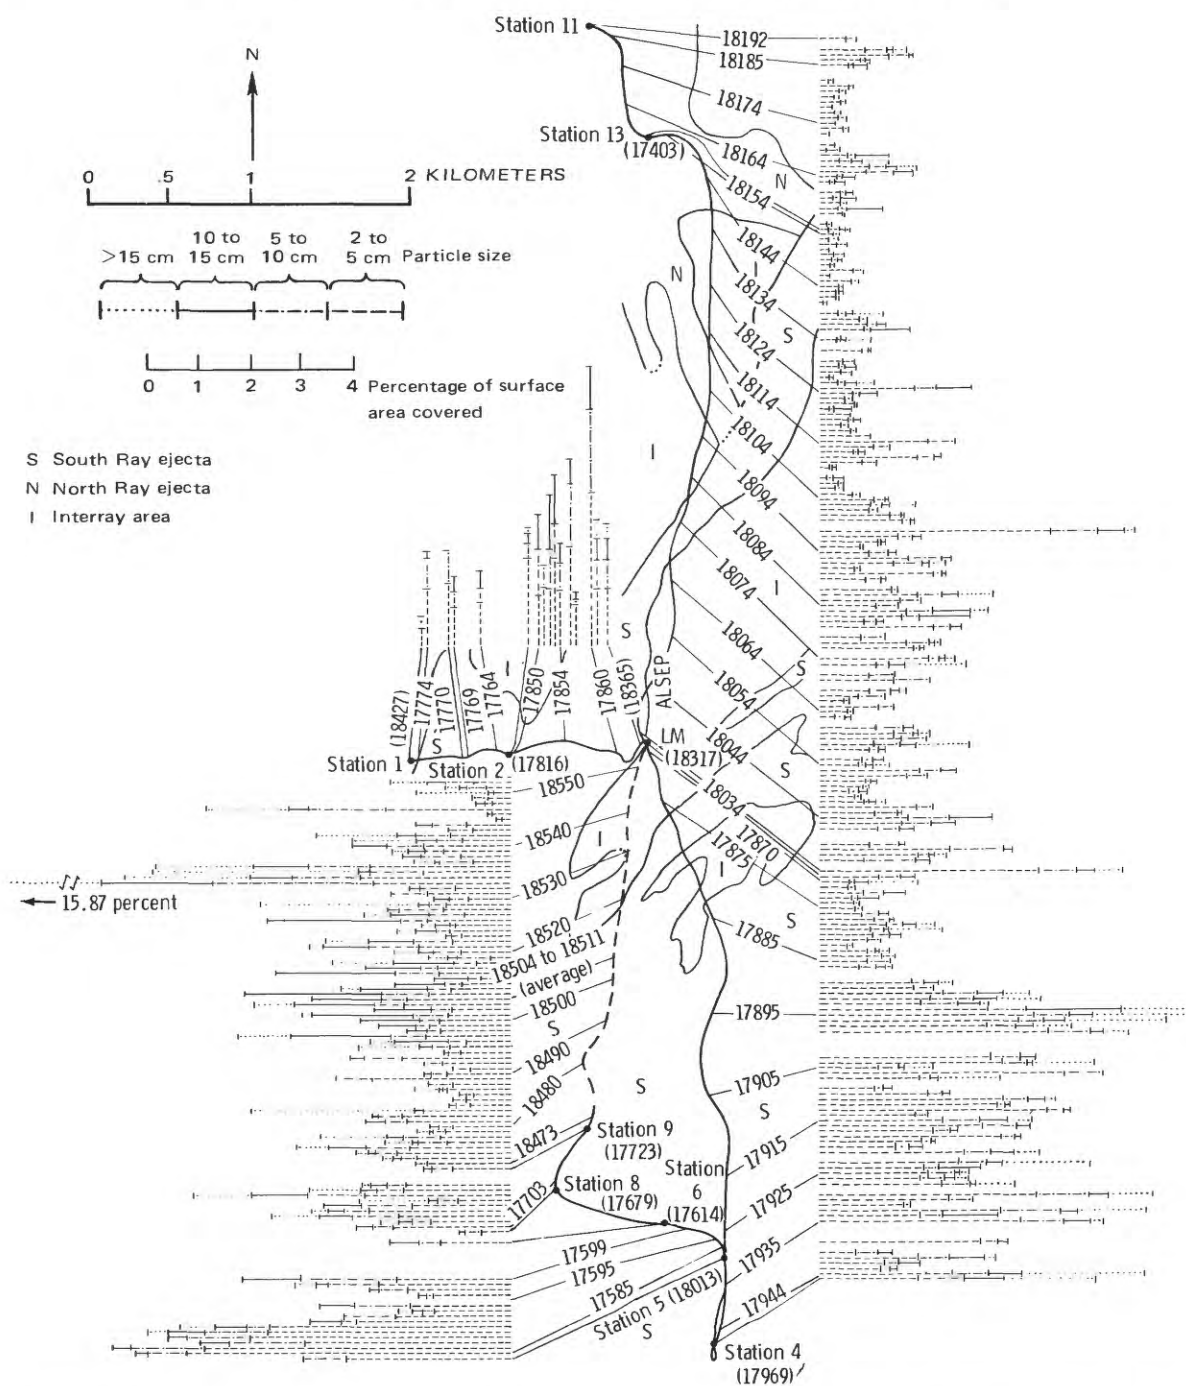 Station 11
18192
18185
N
18174
Station 13
(17403)
18164
0 .5 1 2 KILOMETERS
N
18154
>15 cm 10 to 15 cm 5 to 10 cm 2 to 5 cm Particle size
18144
N
18134
S
18124
0 1 2 3 4 Percentage of surface
area covered
18114
18104
S South Ray ejecta
N North Ray ejecta
I Interray area
I
18094
18084
18074
I
S
18064
S
18054
ALSEP
(18427)
17774
17770
17769
17764
I
17850
17854
17860
(18365)
S
Station 1
Station 2
(17816)
LM
(18317)
18044
S
18550
18034
18540
17870
17875
I
I
18530
15.87 percent
18520
S
17885
18504 to 18511
(average)
18500
17895
S
18490
18480
S
17905
S
18473
Station 9
(17723)
17915
Station
6
(17614)
17703
Station 8
(17679)
17925
17599
17595
17935
17585
Station 5 (18013)
S
17944
Station 4
(17969)